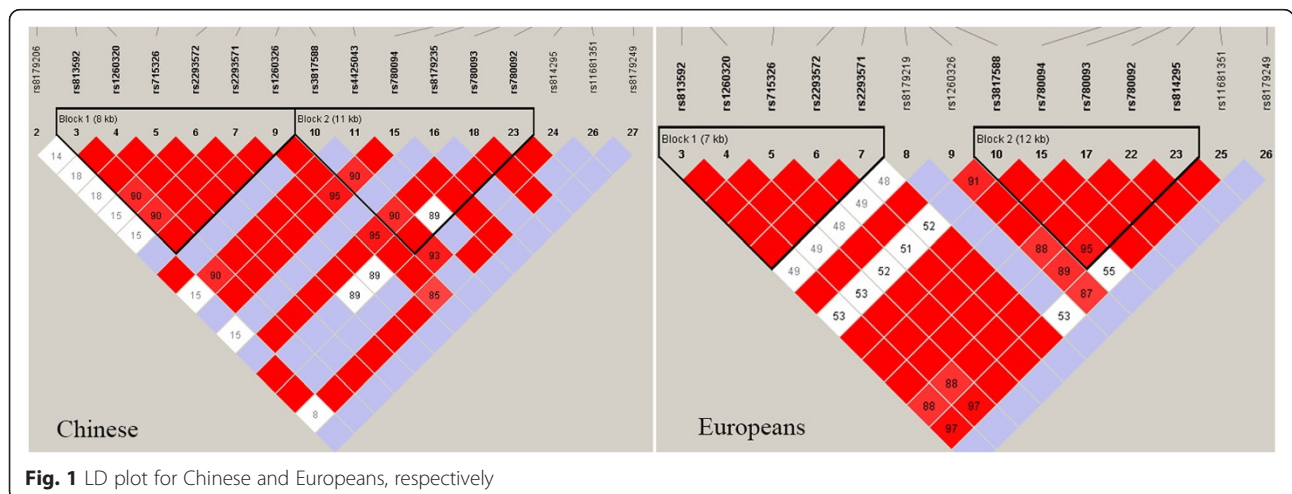 rs8179206 rs813592 rs1260320 rs715326 rs2293572 rs2293571 rs1260326 rs3817588 rs4425043 rs780094 rs8179235 rs780093 rs780092 rs814295 rs11681351 rs8179249
Block 1 (8 kb) Block 2 (11 kb)
2 3 4 5 6 7 9 10 11 15 16 18 23 24 26 27
14
18 90
18 90 95
15 90 90 89
15 95
93
90 89
15 89 85
15
8
Chinese
rs813592 rs1260320 rs715326 rs2293572 rs2293571 rs8179219 rs1260326 rs3817588 rs780094 rs780093 rs780092 rs814295 rs11681351 rs8179249
Block 1 (7 kb) Block 2 (12 kb)
3 4 5 6 7 8 9 10 15 17 22 23 25 26
48 91
49
48 52
49 51 88 95
49 52 89 55
53 87
53 53
88
88 97
97
Europeans
Fig. 1 LD plot for Chinese and Europeans, respectively